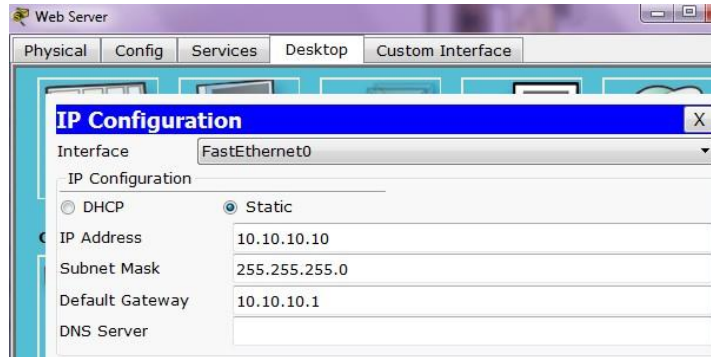 Web Server
Physical Config Services Desktop Custom Interface
IP Configuration X
Interface FastEthernet0
IP Configuration
DHCP Static
IP Address 10.10.10.10
Subnet Mask 255.255.255.0
Default Gateway 10.10.10.1
DNS Server